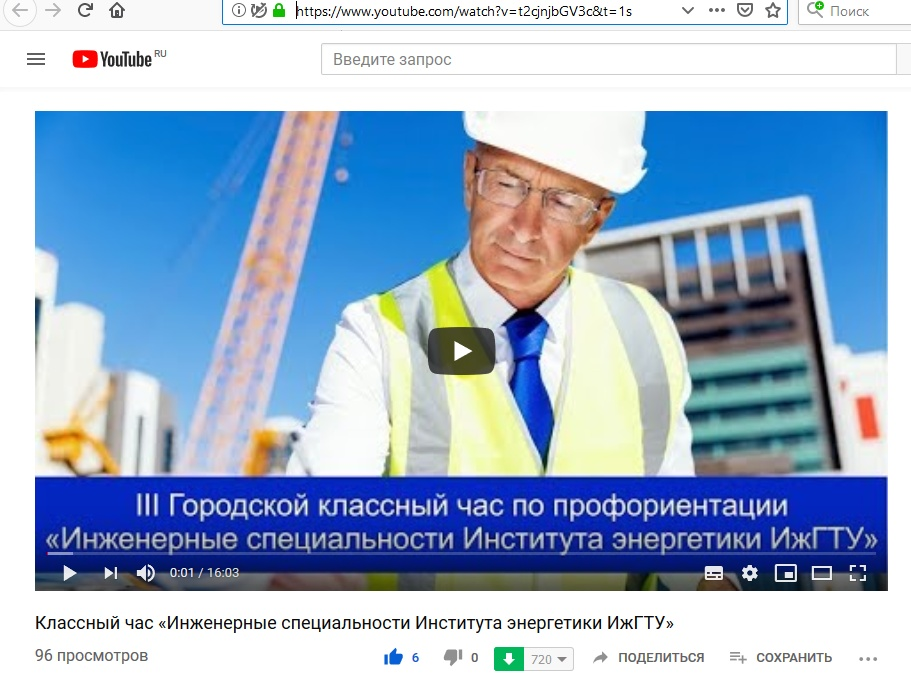 https://www.youtube.com/watch?v=t2cjnjbGV3c&t=1s
Поиск
YouTube RU
Введите запрос
III Городской классный час по профориентации
«Инженерные специальности Института энергетики ИжГТУ»
0:01 / 16:03
Классный час «Инженерные специальности Института энергетики ИжГТУ»
96 просмотров
6
0
720
ПОДЕЛИТЬСЯ
СОХРАНИТЬ